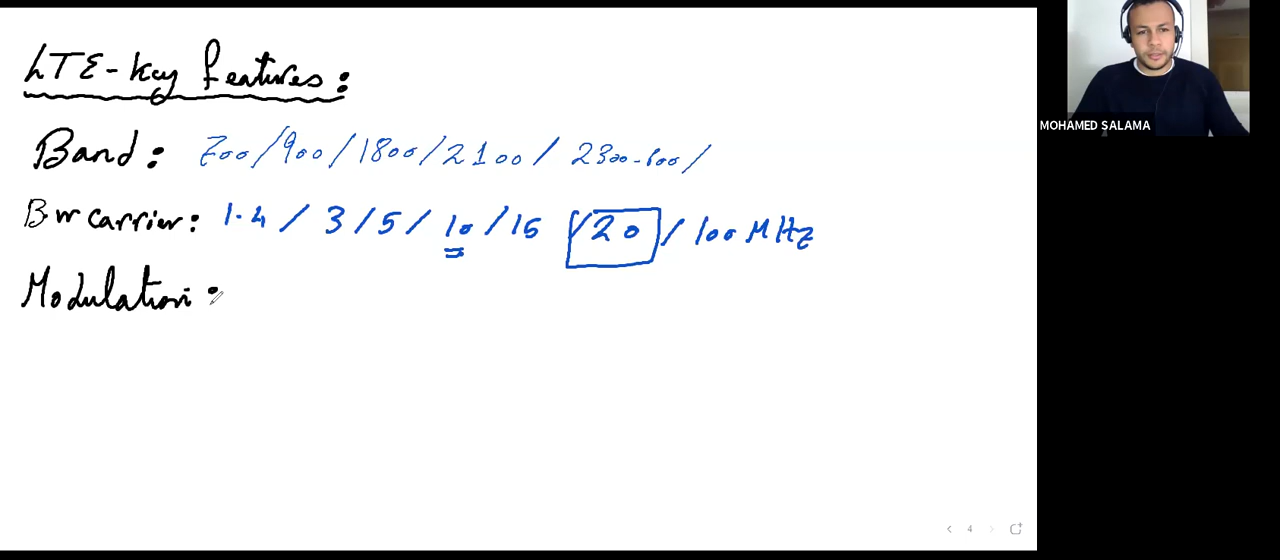 LTE-Key features:
Band: 700/900/1800/2100/ 2300-600/
Bw carrier: 1.4 / 3 / 5 / 10 / 15 / 20 / 100 MHz
Modulation:
MOHAMED SALAMA
4